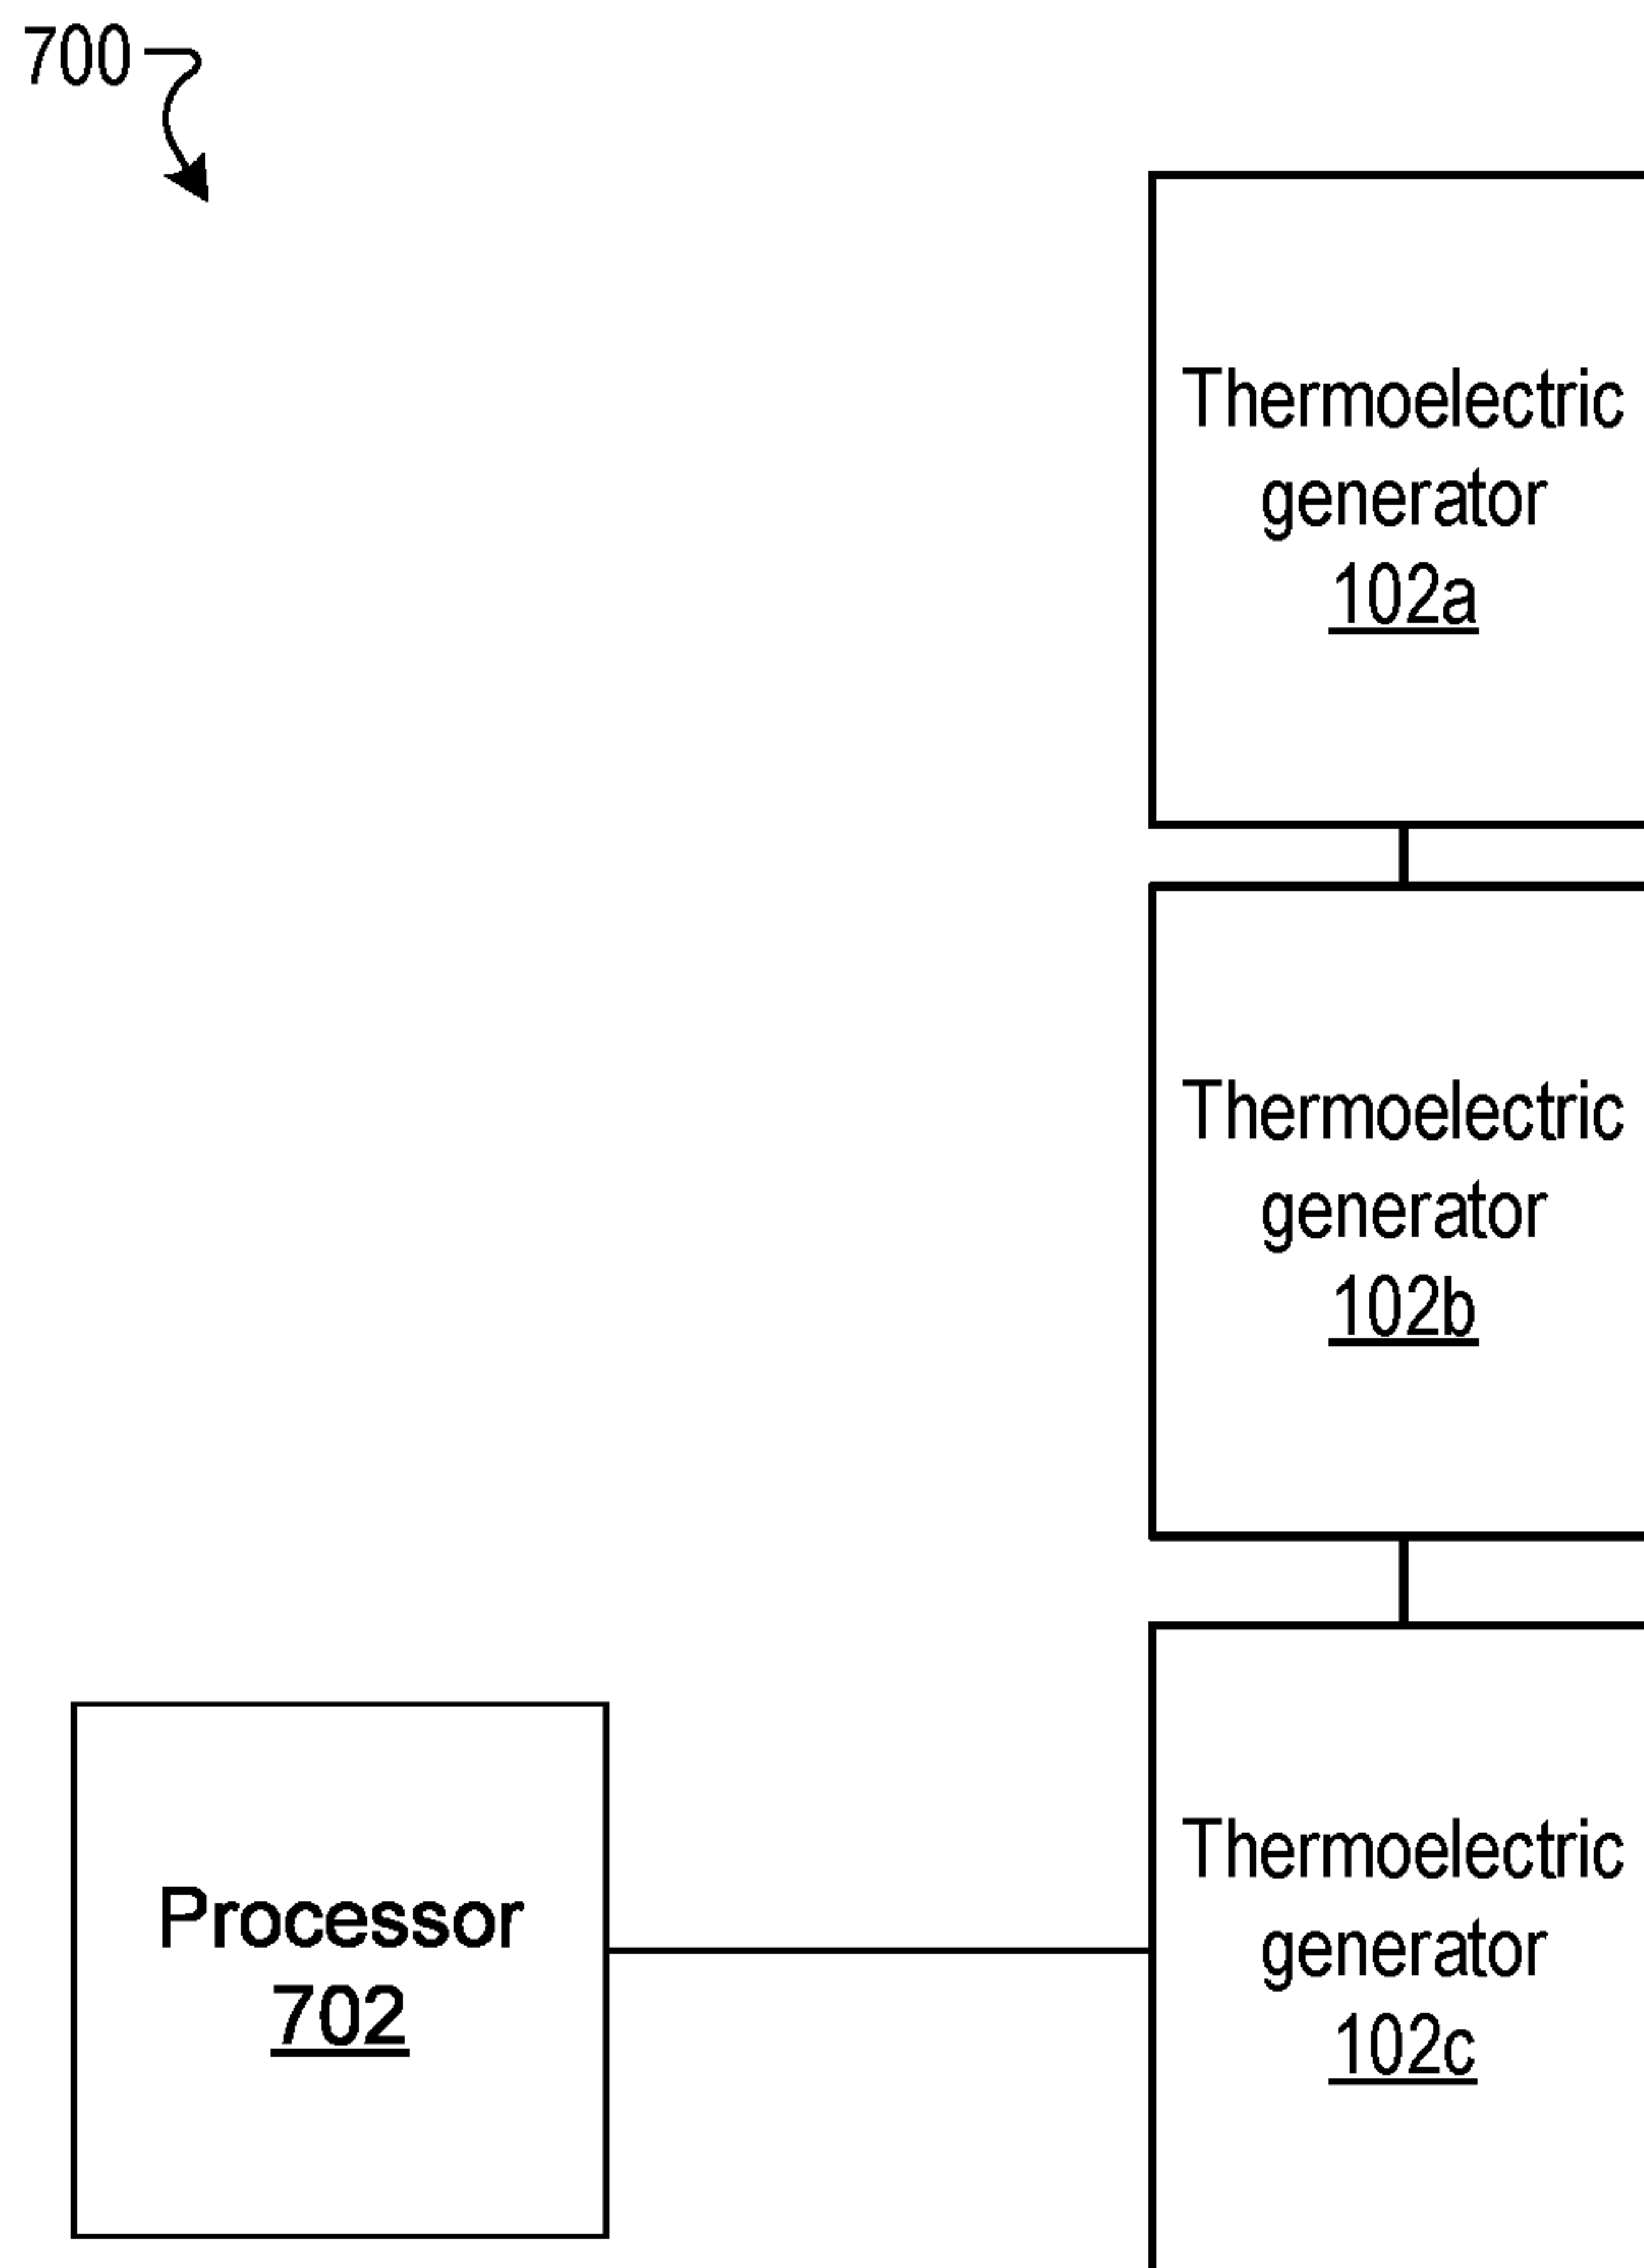 700
Thermoelectric
generator
102a
Thermoelectric
generator
102b
Thermoelectric
generator
102c
Processor
702